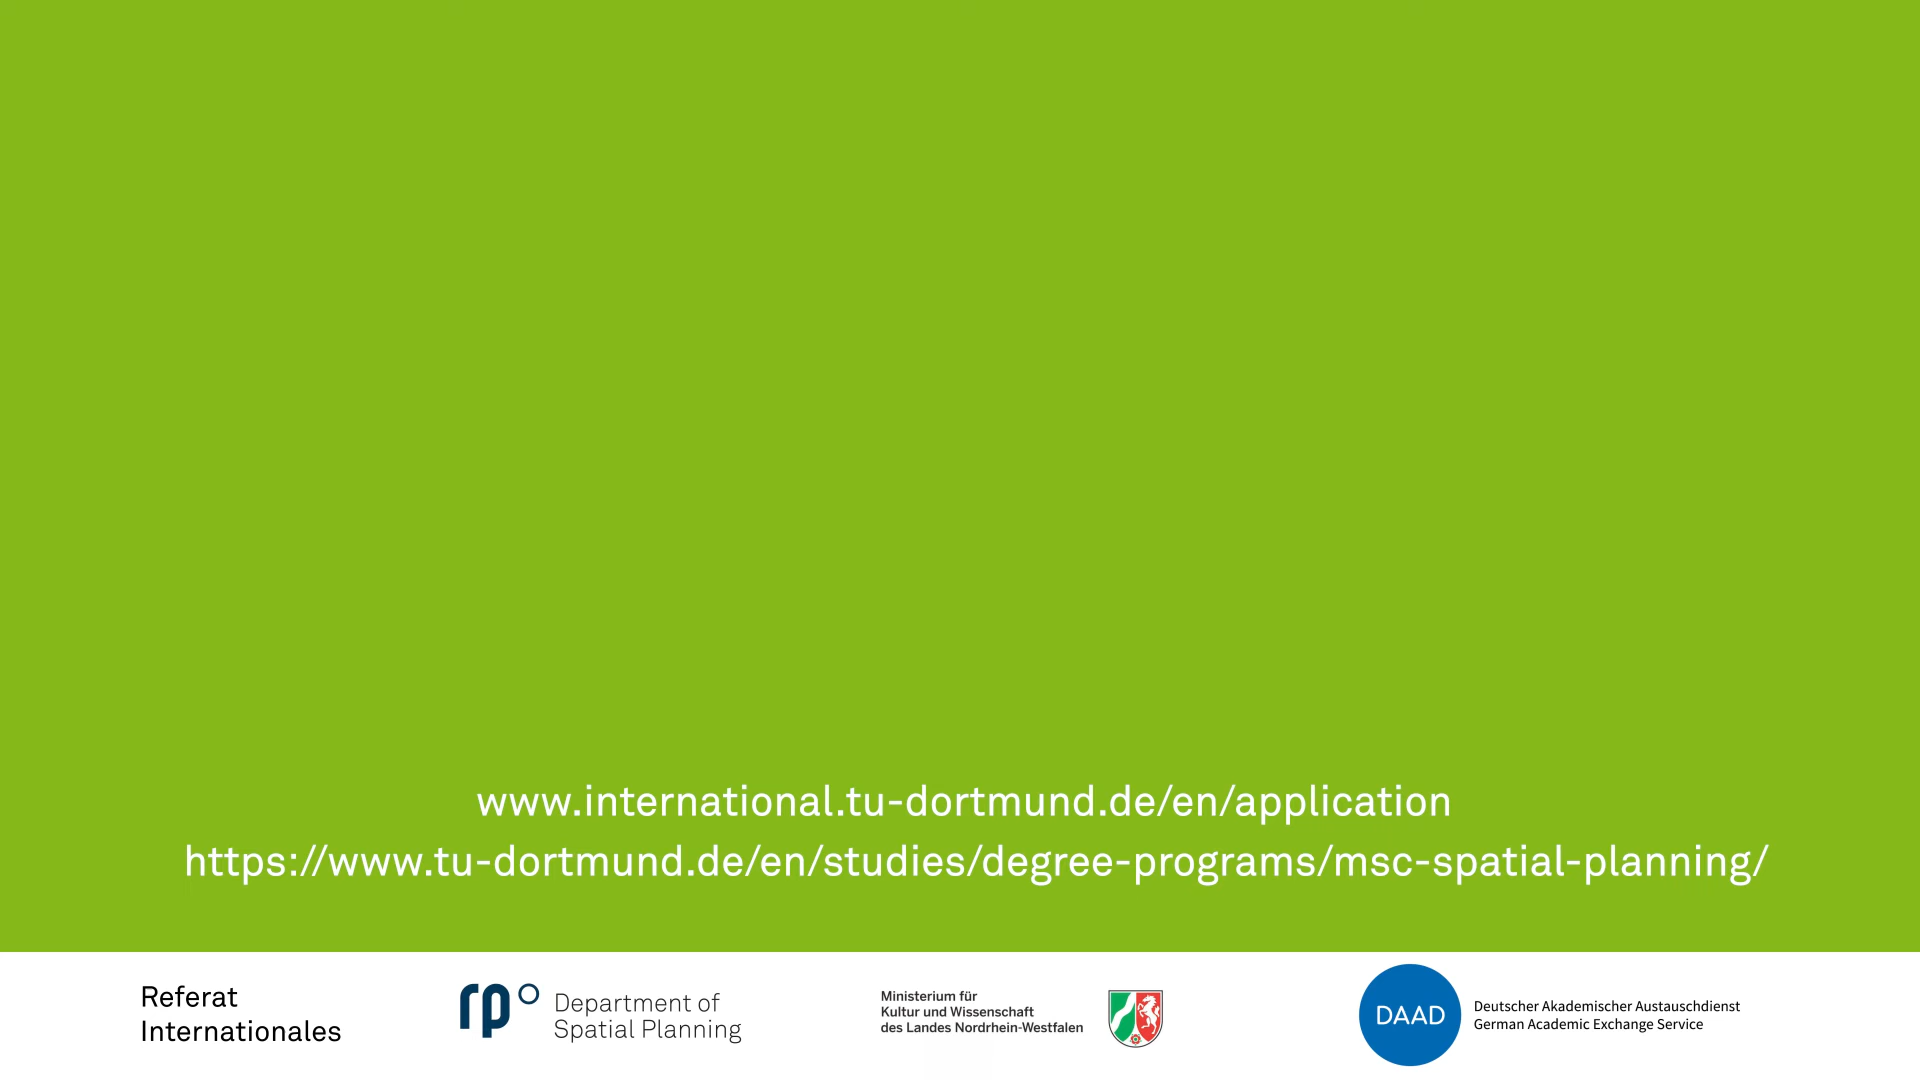 www.international.tu-dortmund.de/en/application
https://www.tu-dortmund.de/en/studies/degree-programs/msc-spatial-planning/
Referat
Internationales
rp°
Department of
Spatial Planning
Ministerium für
Kultur und Wissenschaft
des Landes Nordrhein-Westfalen
DAAD
Deutscher Akademischer Austauschdienst
German Academic Exchange Service